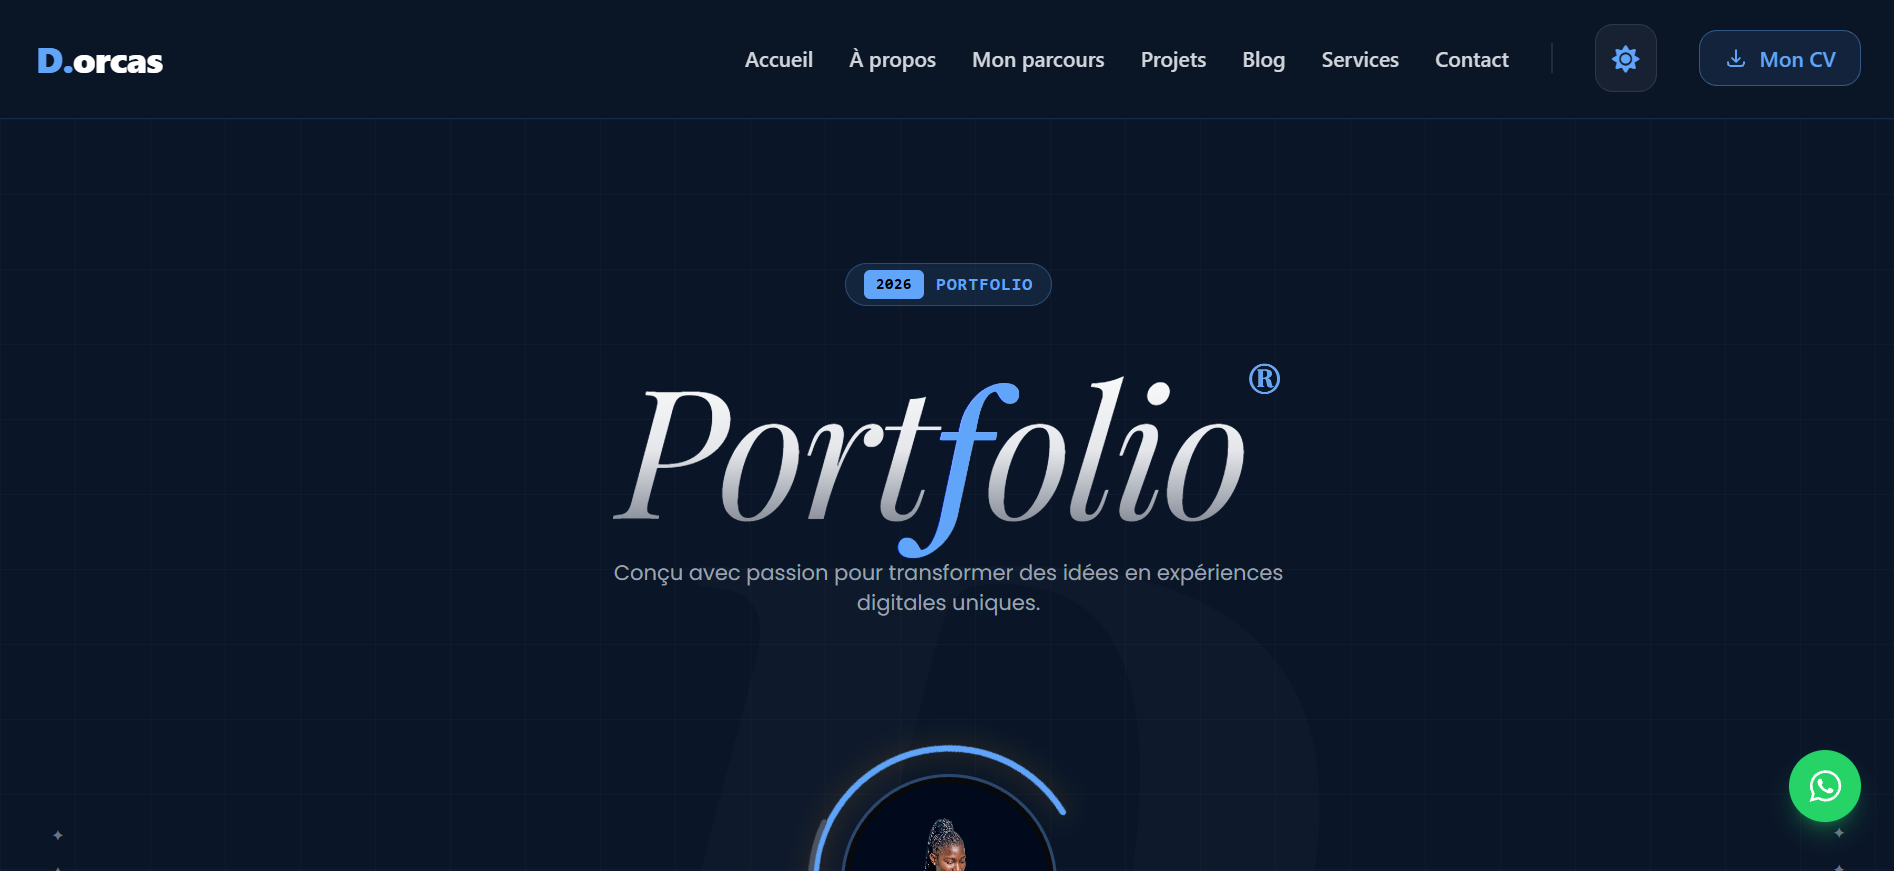 D.orcas
Accueil À propos Mon parcours Projets Blog Services Contact Mon CV
2026 PORTFOLIO
Portfolio®
Conçu avec passion pour transformer des idées en expériences
digitales uniques.